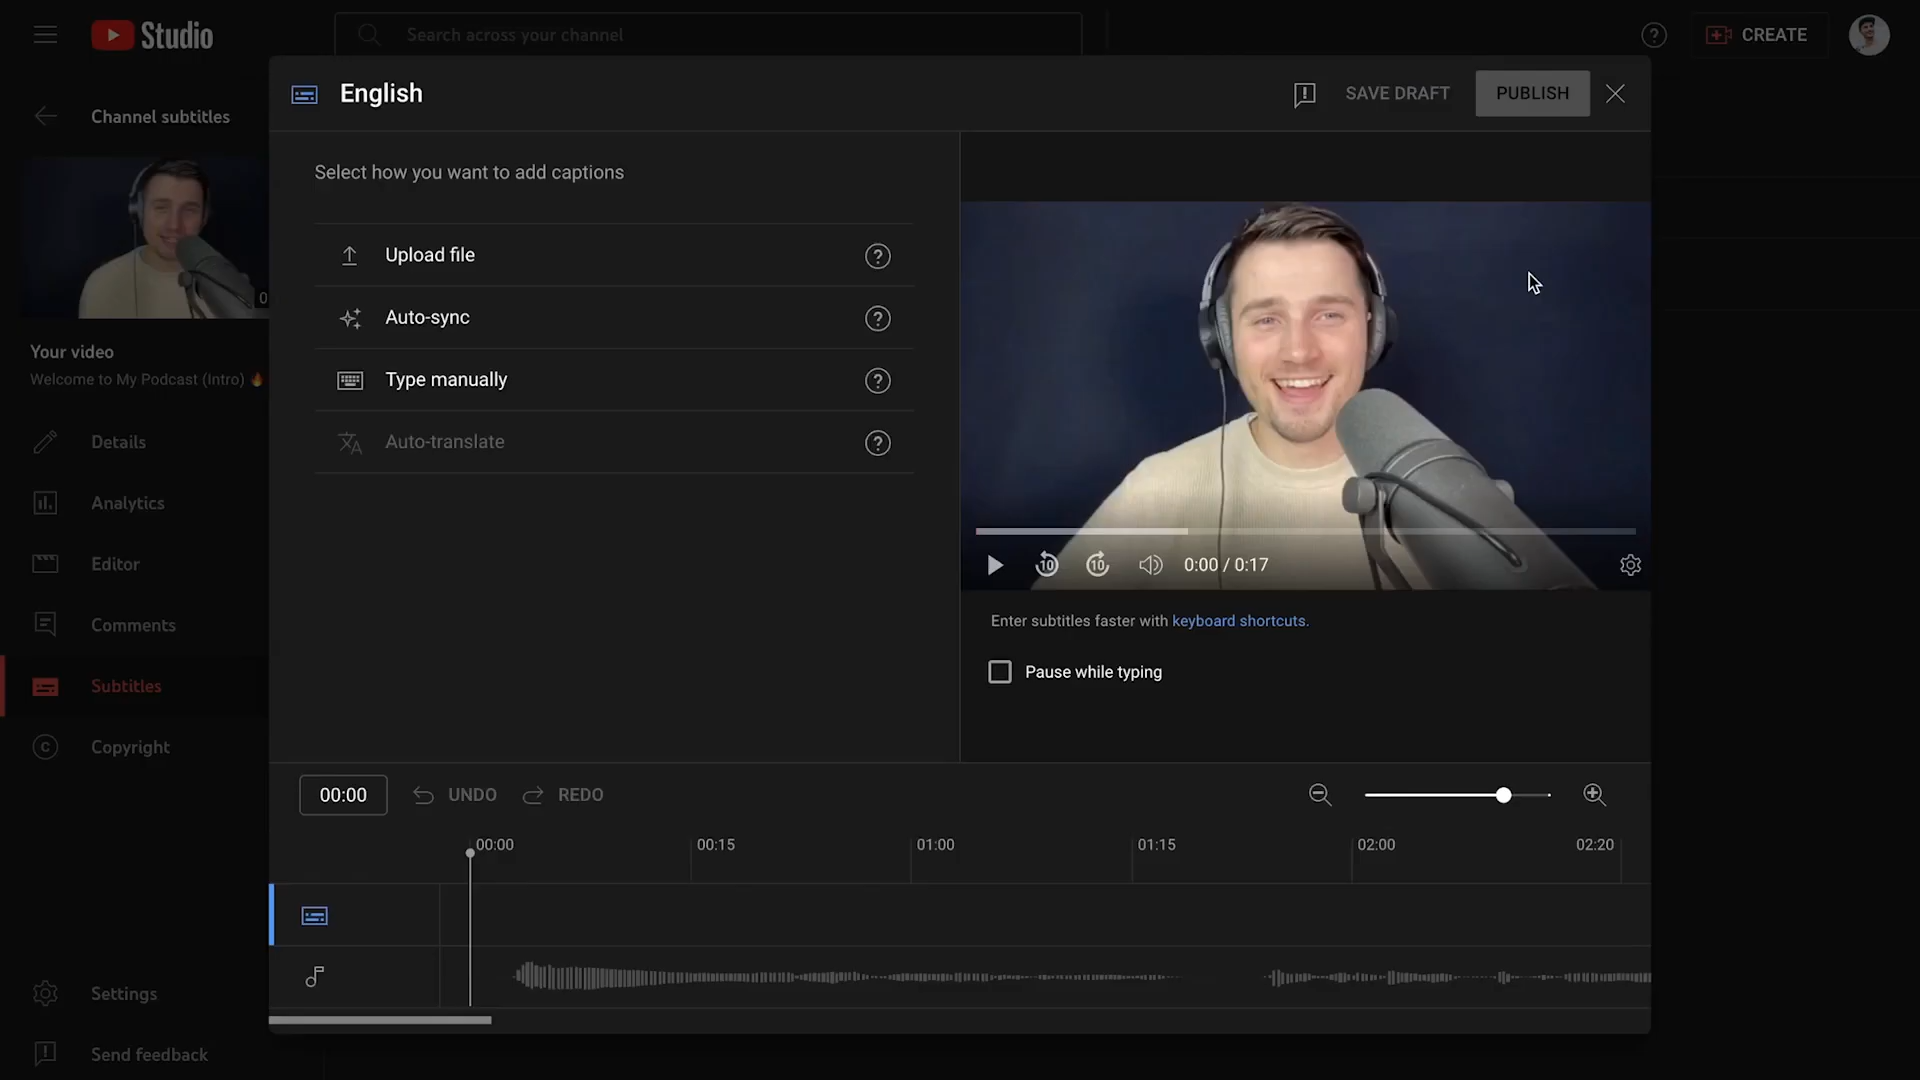 Studio
Search across your channel
?
CREATE
Channel subtitles
0
Your video
Welcome to My Podcast (Intro) 🔥
Details
Analytics
Editor
Comments
Subtitles
Copyright
Settings
Send feedback
English
SAVE DRAFT
PUBLISH
Select how you want to add captions
Upload file ?
Auto-sync ?
Type manually ?
Auto-translate ?
10 10 0:00 / 0:17
Enter subtitles faster with keyboard shortcuts.
Pause while typing
00:00 UNDO REDO
00:00 00:15 01:00 01:15 02:00 02:20